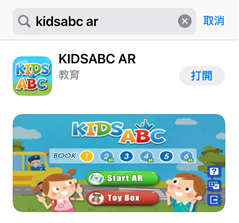 kidsabc ar 取消
KIDS
ABC
KIDSABC AR
教育
打開
KIDS ABC
BOOK 1 2 3 4 5 6
Start AR
Toy Box
?